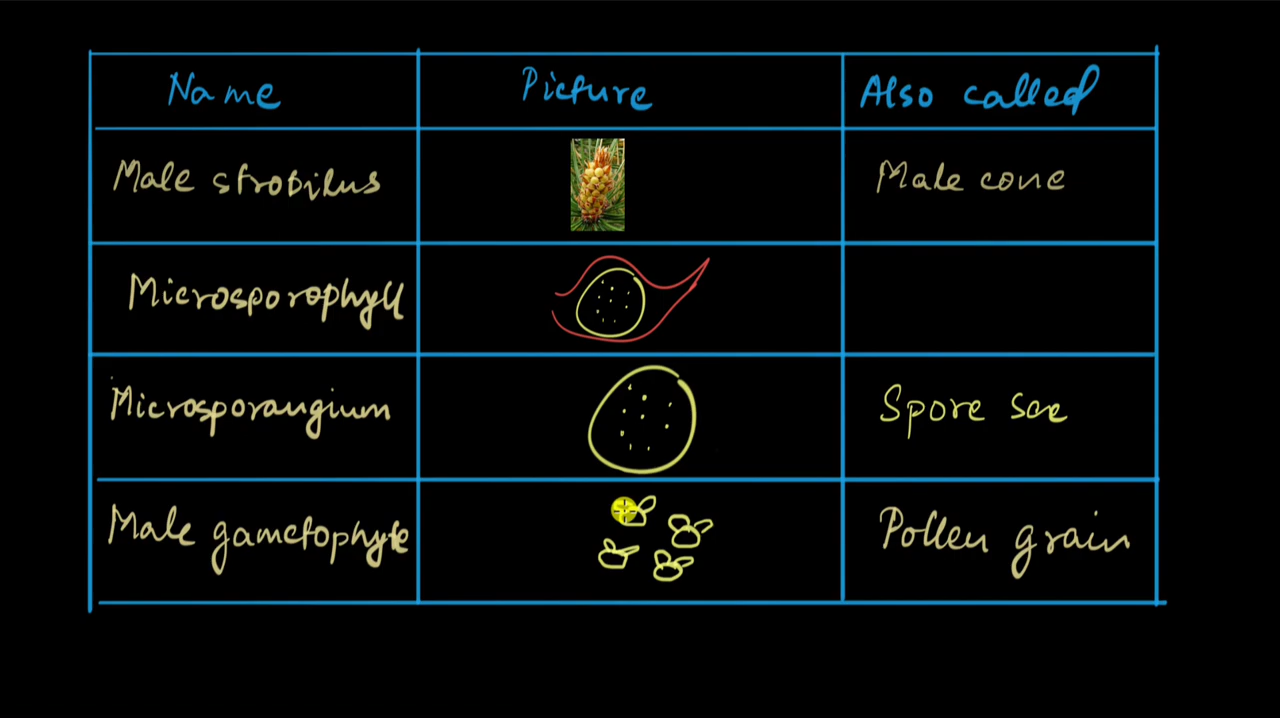 Name Picture Also called
Male strobilus Male cone
Microsporophyll
Microsporangium Spore sac
Male gametophyte Pollen grain